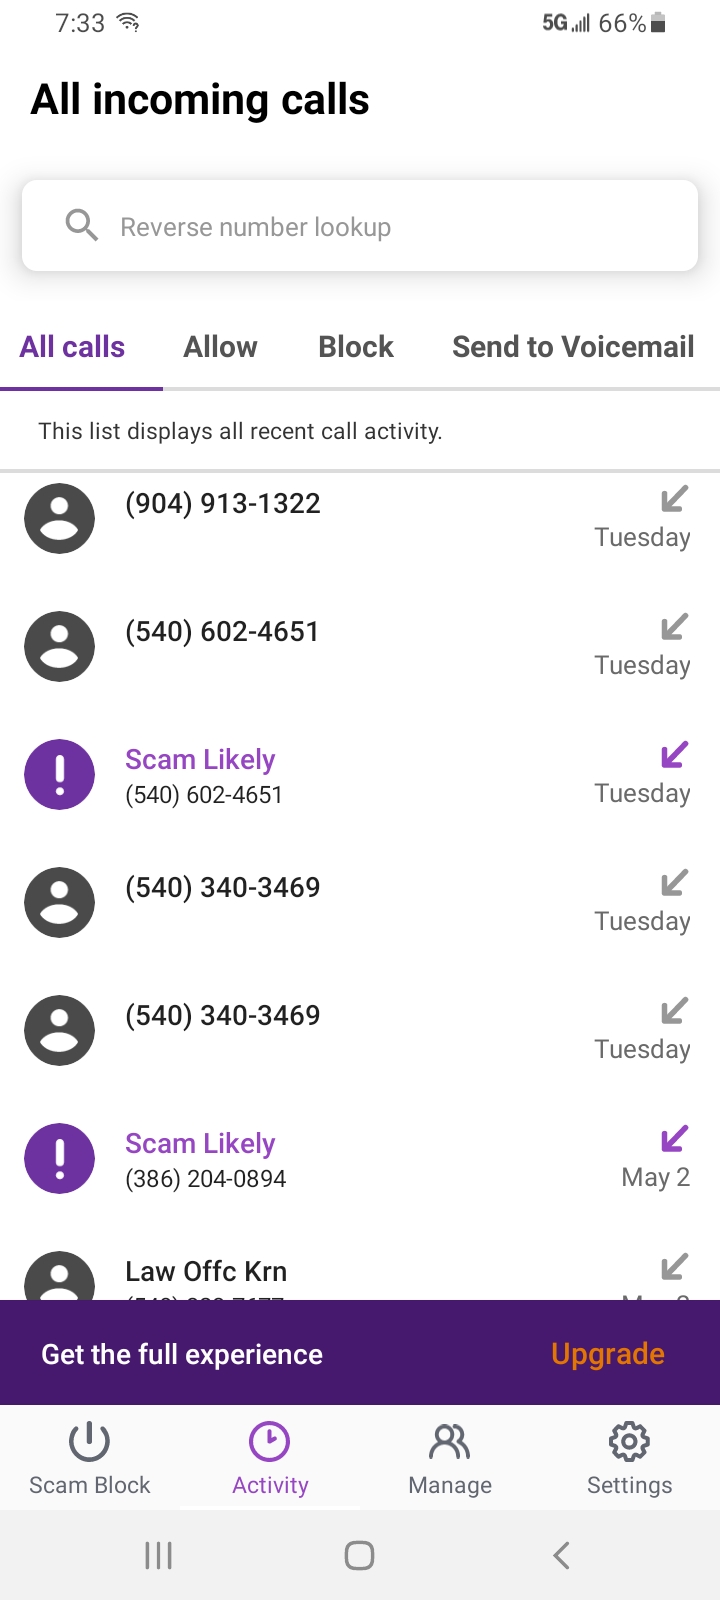 7:33
5G 66%
All incoming calls
Reverse number lookup
All calls Allow Block Send to Voicemail
This list displays all recent call activity.
(904) 913-1322
Tuesday
(540) 602-4651
Tuesday
Scam Likely
(540) 602-4651
Tuesday
(540) 340-3469
Tuesday
(540) 340-3469
Tuesday
Scam Likely
(386) 204-0894
May 2
Law Offc Krn
Get the full experience Upgrade
Scam Block Activity Manage Settings